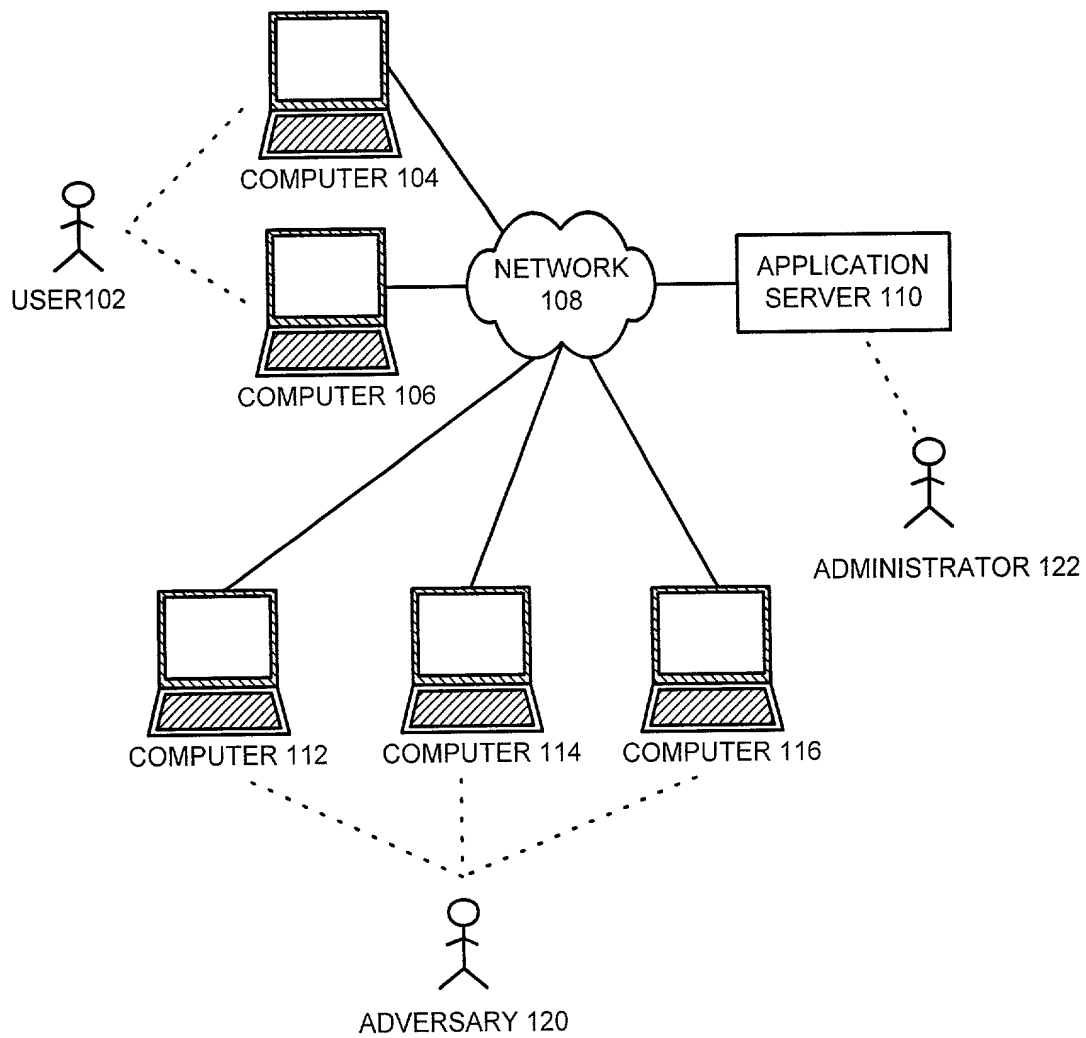 COMPUTER 104
USER102
NETWORK
108
APPLICATION
SERVER 110
COMPUTER 106
ADMINISTRATOR 122
COMPUTER 112
COMPUTER 114
COMPUTER 116
ADVERSARY 120